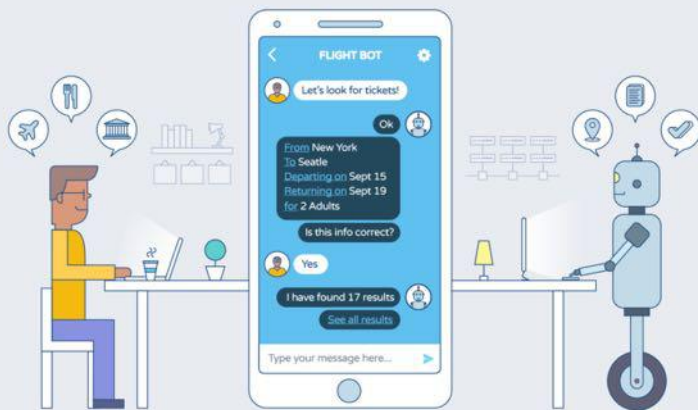 FLIGHT BOT
Let's look for tickets!
Ok
From New York
To Seatle
Departing on Sept 15
Returning on Sept 19
for 2 Adults
Is this info correct?
Yes
I have found 17 results
See all results
Type your message here...